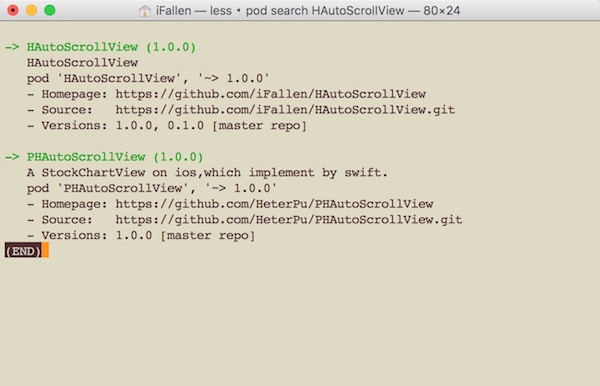 iFallen — less • pod search HAutoScrollView — 80×24
-> HAutoScrollView (1.0.0)
HAutoScrollView
pod 'HAutoScrollView', '~> 1.0.0'
- Homepage: https://github.com/iFallen/HAutoScrollView
- Source:   https://github.com/iFallen/HAutoScrollView.git
- Versions: 1.0.0, 0.1.0 [master repo]
-> PHAutoScrollView (1.0.0)
A StockChartView on ios,which implement by swift.
pod 'PHAutoScrollView', '~> 1.0.0'
- Homepage: https://github.com/HeterPu/PHAutoScrollView
- Source:   https://github.com/HeterPu/PHAutoScrollView.git
- Versions: 1.0.0 [master repo]
(END)